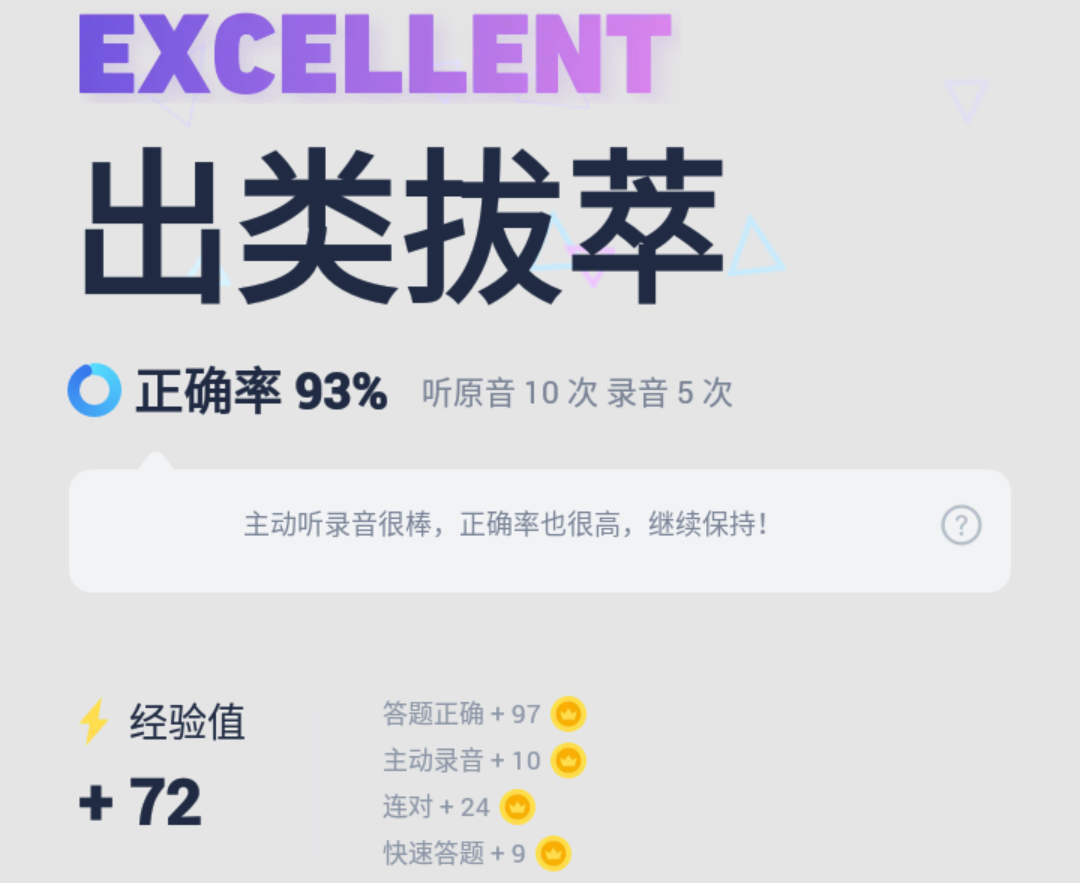 EXCELLENT
出类拔萃
正确率 93% 听原音 10 次 录音 5 次
主动听录音很棒，正确率也很高，继续保持！
?
经验值
+ 72
答题正确 + 97
主动录音 + 10
连对 + 24
快速答题 + 9